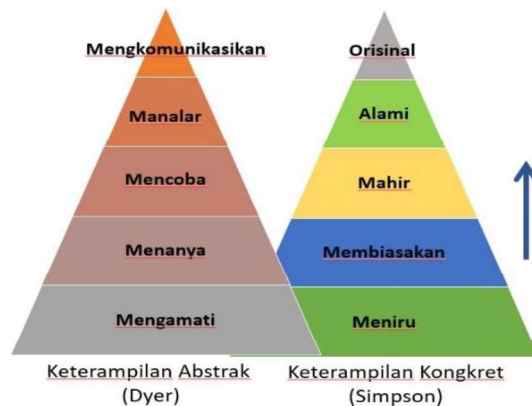 Mengkomunikasikan
Manalar
Mencoba
Menanya
Mengamati
Keterampilan Abstrak
(Dyer)
Orisinal
Alami
Mahir
Membiasakan
Meniru
Keterampilan Kongkret
(Simpson)